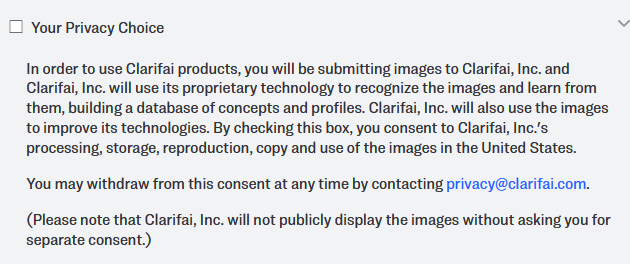 Your Privacy Choice
In order to use Clarifai products, you will be submitting images to Clarifai, Inc. and
Clarifai, Inc. will use its proprietary technology to recognize the images and learn from
them, building a database of concepts and profiles. Clarifai, Inc. will also use the images
to improve its technologies. By checking this box, you consent to Clarifai, Inc.'s
processing, storage, reproduction, copy and use of the images in the United States.
You may withdraw from this consent at any time by contacting privacy@clarifai.com.
(Please note that Clarifai, Inc. will not publicly display the images without asking you for
separate consent.)